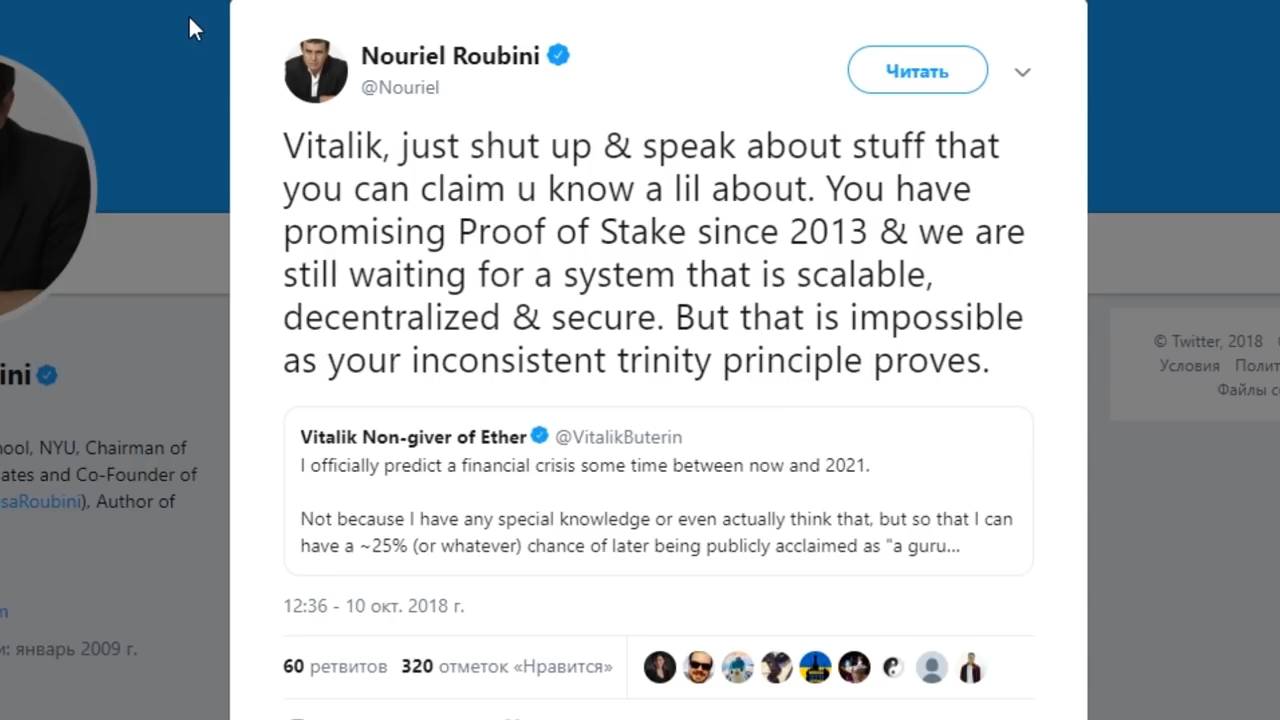 Nouriel Roubini
@Nouriel
Читать
Vitalik, just shut up & speak about stuff that
you can claim u know a lil about. You have
promising Proof of Stake since 2013 & we are
still waiting for a system that is scalable,
decentralized & secure. But that is impossible
as your inconsistent trinity principle proves.
Vitalik Non-giver of Ether @VitalikButerin
I officially predict a financial crisis some time between now and 2021.
Not because I have any special knowledge or even actually think that, but so that I can
have a ~25% (or whatever) chance of later being publicly acclaimed as "a guru...
12:36 - 10 окт. 2018 г.
60 ретвитов 320 отметок «Нравится»
ini
ool, NYU, Chairman of
ates and Co-Founder of
saRoubini), Author of
m
и: январь 2009 г.
© Twitter, 2018
Условия Полит
Файлы co